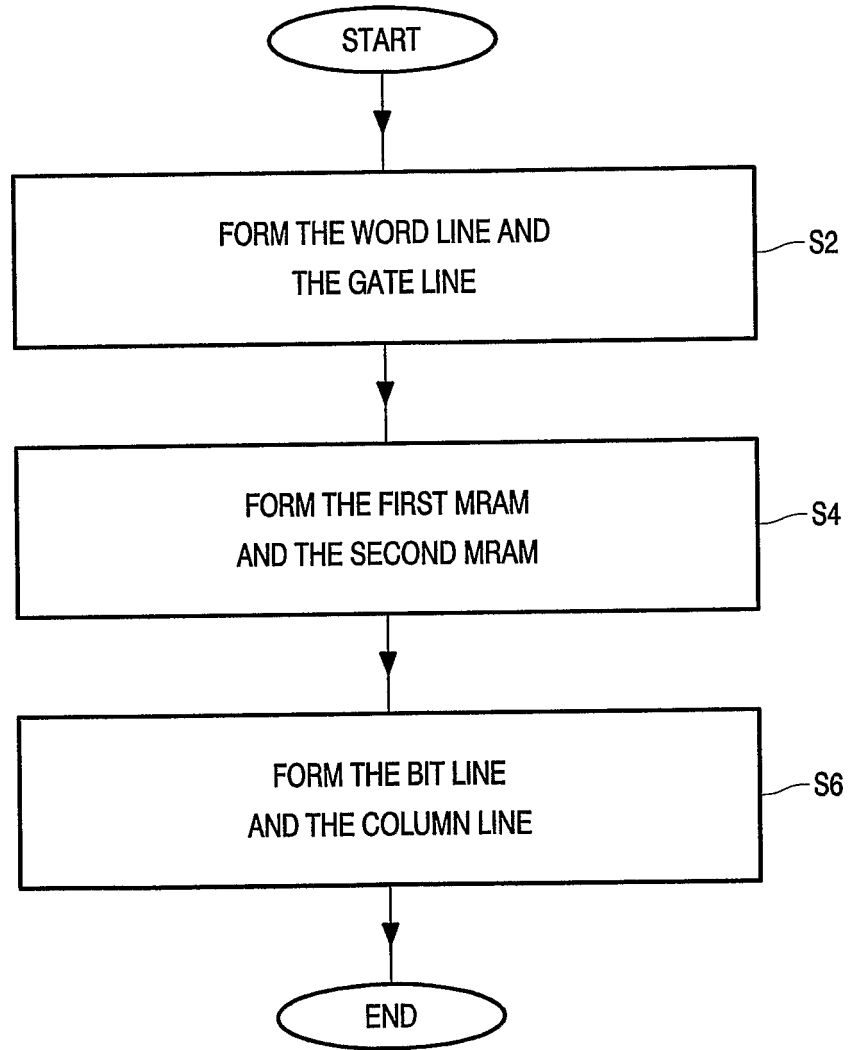 START
FORM THE WORD LINE AND
THE GATE LINE
S2
FORM THE FIRST MRAM
AND THE SECOND MRAM
S4
FORM THE BIT LINE
AND THE COLUMN LINE
S6
END